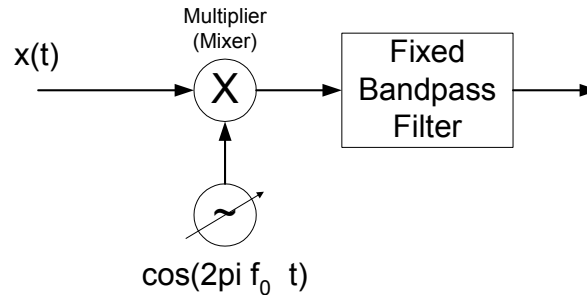 Multiplier
(Mixer)
x(t)
X
Fixed
Bandpass
Filter
~
cos(2pi f₀ t)